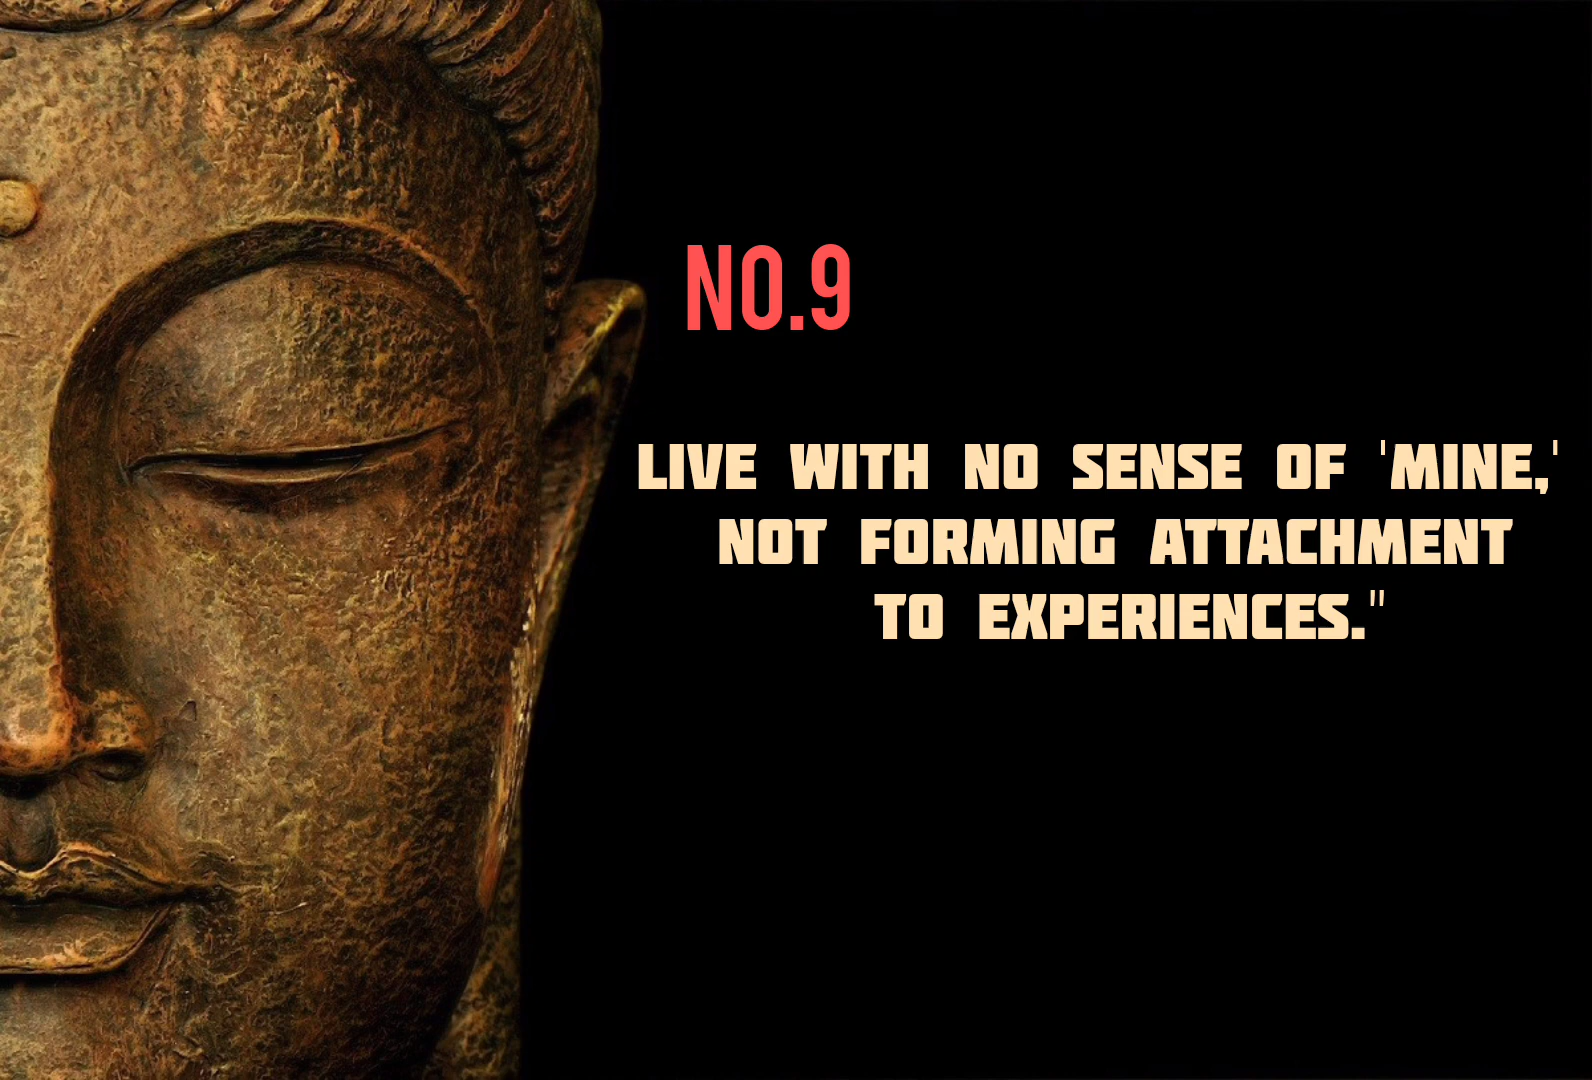 NO.9
LIVE WITH NO SENSE OF 'MINE,'
NOT FORMING ATTACHMENT
TO EXPERIENCES."